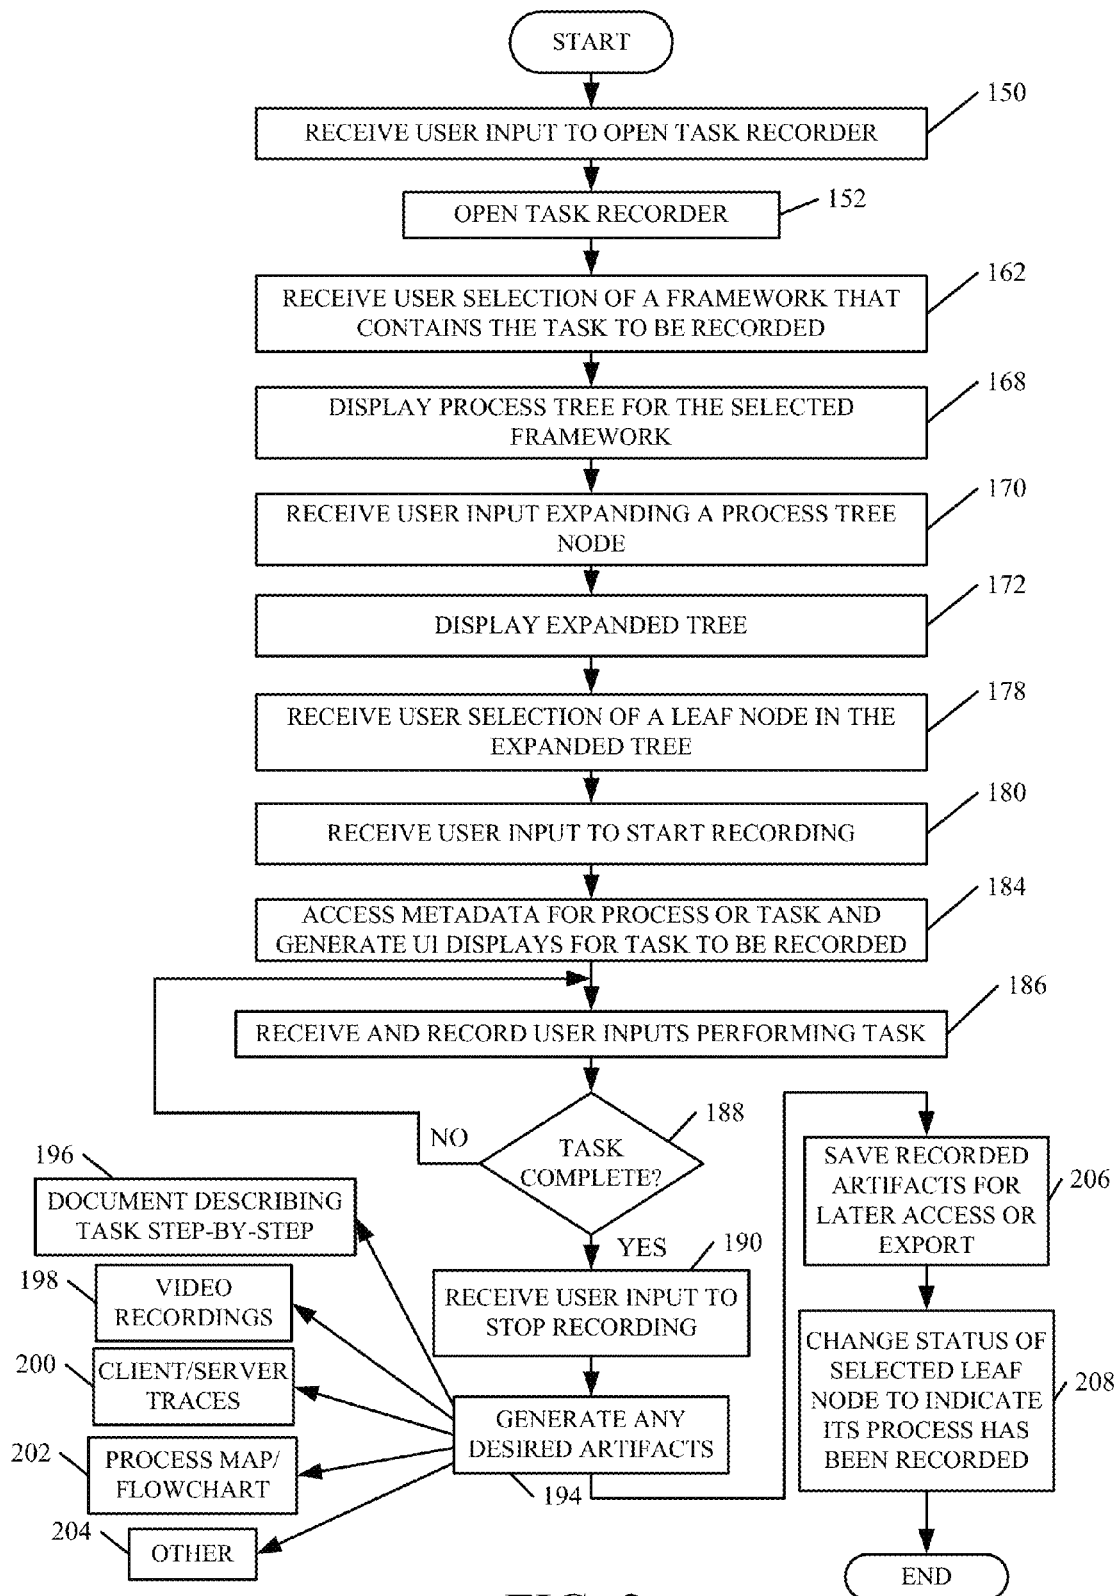 START
150
RECEIVE USER INPUT TO OPEN TASK RECORDER
152
OPEN TASK RECORDER
162
RECEIVE USER SELECTION OF A FRAMEWORK THAT
CONTAINS THE TASK TO BE RECORDED
168
DISPLAY PROCESS TREE FOR THE SELECTED
FRAMEWORK
170
RECEIVE USER INPUT EXPANDING A PROCESS TREE
NODE
172
DISPLAY EXPANDED TREE
178
RECEIVE USER SELECTION OF A LEAF NODE IN THE
EXPANDED TREE
180
RECEIVE USER INPUT TO START RECORDING
184
ACCESS METADATA FOR PROCESS OR TASK AND
GENERATE UI DISPLAYS FOR TASK TO BE RECORDED
186
RECEIVE AND RECORD USER INPUTS PERFORMING TASK
188
NO
TASK
COMPLETE?
YES
190
RECEIVE USER INPUT TO
STOP RECORDING
GENERATE ANY
DESIRED ARTIFACTS
194
196
DOCUMENT DESCRIBING
TASK STEP-BY-STEP
198
VIDEO
RECORDINGS
200
CLIENT/SERVER
TRACES
202
PROCESS MAP/
FLOWCHART
204
OTHER
SAVE RECORDED
ARTIFACTS FOR
LATER ACCESS OR
EXPORT
206
CHANGE STATUS OF
SELECTED LEAF
NODE TO INDICATE
ITS PROCESS HAS
BEEN RECORDED
208
END